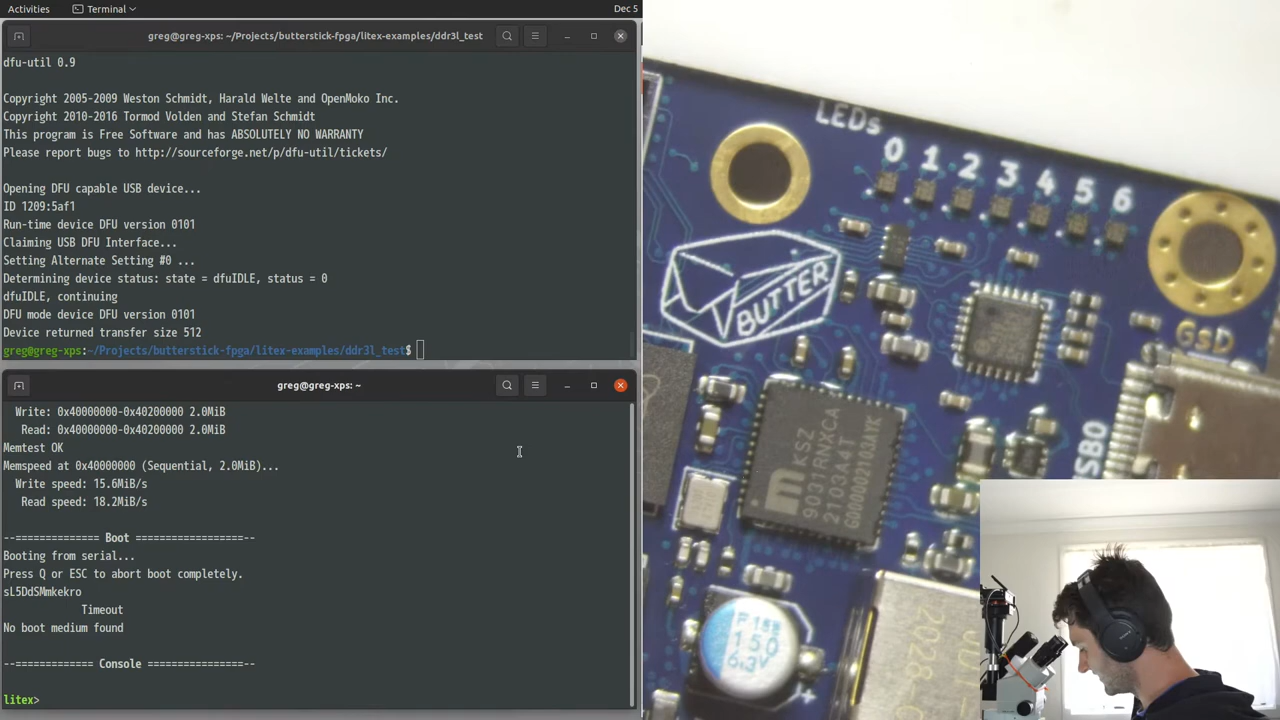 Activities
Terminal
Dec 5
greg@greg-xps: ~/Projects/butterstick-fpga/litex-examples/ddr3l_test
dfu-util 0.9
Copyright 2005-2009 Weston Schmidt, Harald Welte and OpenMoko Inc.
Copyright 2010-2016 Tormod Volden and Stefan Schmidt
This program is Free Software and has ABSOLUTELY NO WARRANTY
Please report bugs to http://sourceforge.net/p/dfu-util/tickets/
Opening DFU capable USB device...
ID 1209:5af1
Run-time device DFU version 0101
Claiming USB DFU Interface...
Setting Alternate Setting #0 ...
Determining device status: state = dfuIDLE, status = 0
dfuIDLE, continuing
DFU mode device DFU version 0101
Device returned transfer size 512
greg@greg-xps:~/Projects/butterstick-fpga/litex-examples/ddr3l_test$
greg@greg-xps: ~
Write: 0x40000000-0x40200000 2.0MiB
Read: 0x40000000-0x40200000 2.0MiB
Memtest OK
Memspeed at 0x40000000 (Sequential, 2.0MiB)...
Write speed: 15.6MiB/s
Read speed: 18.2MiB/s
--============= Boot ==================--
Booting from serial...
Press Q or ESC to abort boot completely.
sL5DdSMmkekro
Timeout
No boot medium found
--============= Console ================--
litex>
LEDs
0 1 2 3 4 5 6
BUTTER
GsD
KSZ
9031RNXCA
2103A4T
G00002103AYK
150
6.3V
+